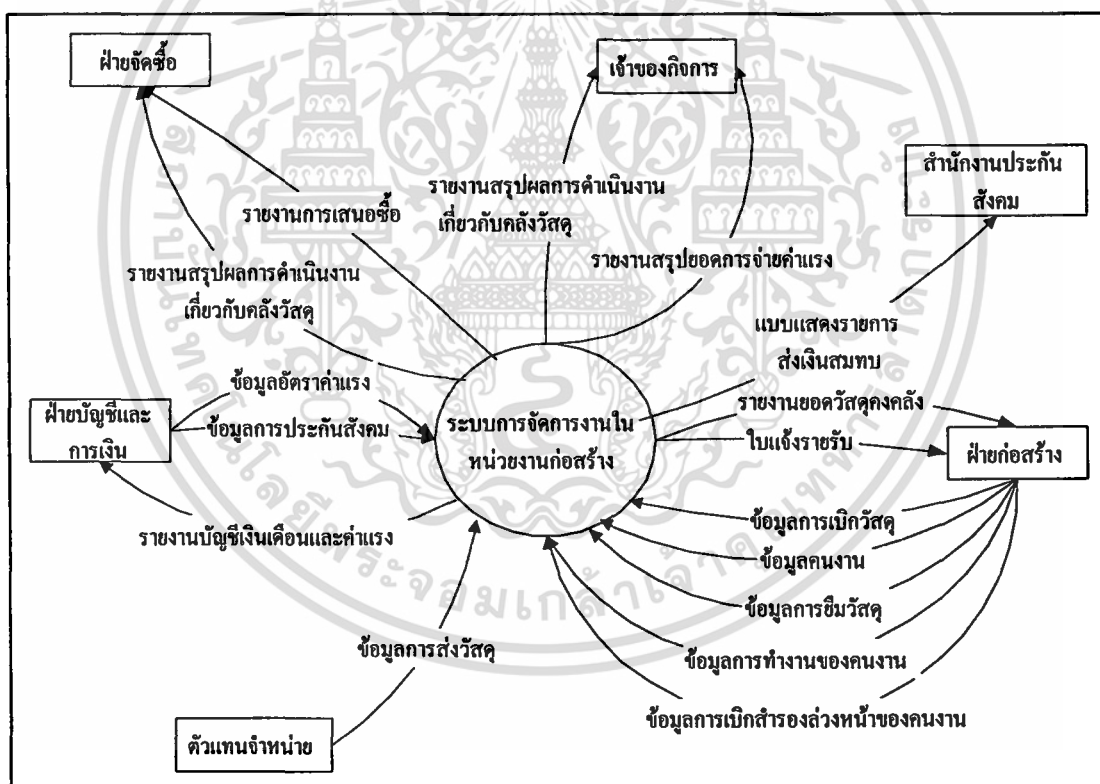 ฝ่ายจัดซื้อ
เจ้าของกิจการ
สำนักงานประกัน
สังคม
รายงานการเสนอซื้อ
รายงานสรุปผลการดำเนินงาน
เกี่ยวกับคลังวัสดุ
รายงานสรุปผลการดำเนินงาน
เกี่ยวกับคลังวัสดุ
รายงานสรุปยอดการจ่ายค่าแรง
แบบแสดงรายการ
ส่งเงินสมทบ
ข้อมูลอัตราค่าแรง
ฝ่ายบัญชีและ
การเงิน
ข้อมูลการประกันสังคม
ระบบการจัดการงานใน
หน่วยงานก่อสร้าง
รายงานยอดวัสดุคงคลัง
ใบแจ้งรายรับ
ฝ่ายก่อสร้าง
รายงานบัญชีเงินเดือนและค่าแรง
ข้อมูลการเบิกวัสดุ
ข้อมูลคนงาน
ข้อมูลการยืมวัสดุ
ข้อมูลการส่งวัสดุ
ข้อมูลการทำงานของคนงาน
ข้อมูลการเบิกสำรองล่วงหน้าของคนงาน
ตัวแทนจำหน่าย